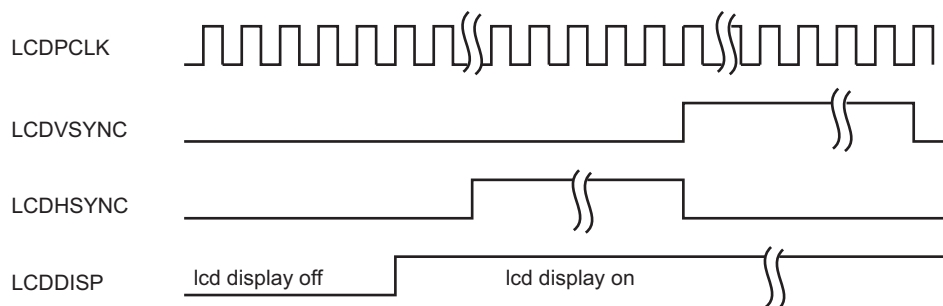 LCDPCLK
LCDVSYNC
LCDHSYNC
LCDDISP lcd display off lcd display on